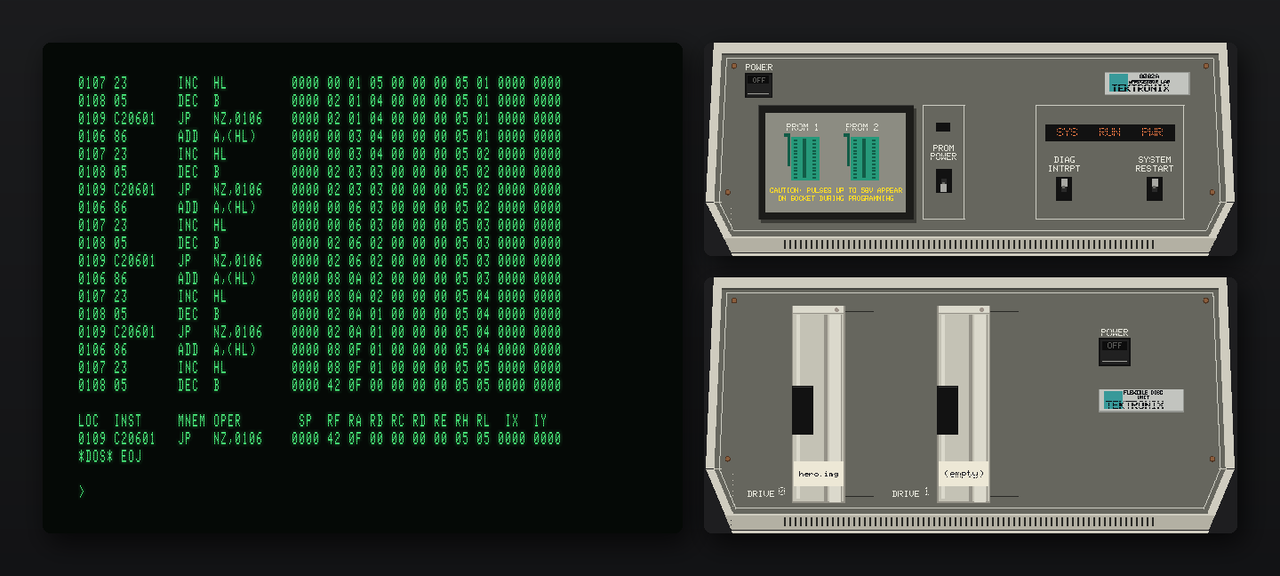 0107 23 INC HL 0000 00 01 05 00 00 00 05 01 0000 0000
0108 05 DEC B 0000 02 01 04 00 00 00 05 01 0000 0000
0109 C20601 JP NZ,0106 0000 02 01 04 00 00 00 05 01 0000 0000
0106 86 ADD A,(HL) 0000 00 03 04 00 00 00 05 01 0000 0000
0107 23 INC HL 0000 00 03 04 00 00 00 05 02 0000 0000
0108 05 DEC B 0000 02 03 03 00 00 00 05 02 0000 0000
0109 C20601 JP NZ,0106 0000 02 03 03 00 00 00 05 02 0000 0000
0106 86 ADD A,(HL) 0000 00 06 03 00 00 00 05 02 0000 0000
0107 23 INC HL 0000 00 06 03 00 00 00 05 03 0000 0000
0108 05 DEC B 0000 02 06 02 00 00 00 05 03 0000 0000
0109 C20601 JP NZ,0106 0000 02 06 02 00 00 00 05 03 0000 0000
0106 86 ADD A,(HL) 0000 08 0A 02 00 00 00 05 03 0000 0000
0107 23 INC HL 0000 08 0A 02 00 00 00 05 04 0000 0000
0108 05 DEC B 0000 02 0A 01 00 00 00 05 04 0000 0000
0109 C20601 JP NZ,0106 0000 02 0A 01 00 00 00 05 04 0000 0000
0106 86 ADD A,(HL) 0000 08 0F 01 00 00 00 05 04 0000 0000
0107 23 INC HL 0000 08 0F 01 00 00 00 05 05 0000 0000
0108 05 DEC B 0000 42 0F 00 00 00 00 05 05 0000 0000
LOC INST MNEM OPER SP RF RA RB RC RD RE RH RL IX IY
0109 C20601 JP NZ,0106 0000 42 0F 00 00 00 00 05 05 0000 0000
*DOS* EOJ
>
POWER
OFF
8002A
TEKTRONIX
PROM 1 PROM 2
CAUTION: PULSES UP TO 50V APPEAR
ON SOCKET DURING PROGRAMMING
PROM
POWER
SYS RUN PWR
DIAG
INTRPT
SYSTEM
RESTART
POWER
OFF
FLEXIBLE DISC
UNIT
TEKTRONIX
hero.img
(empty)
DRIVE 0
DRIVE 1